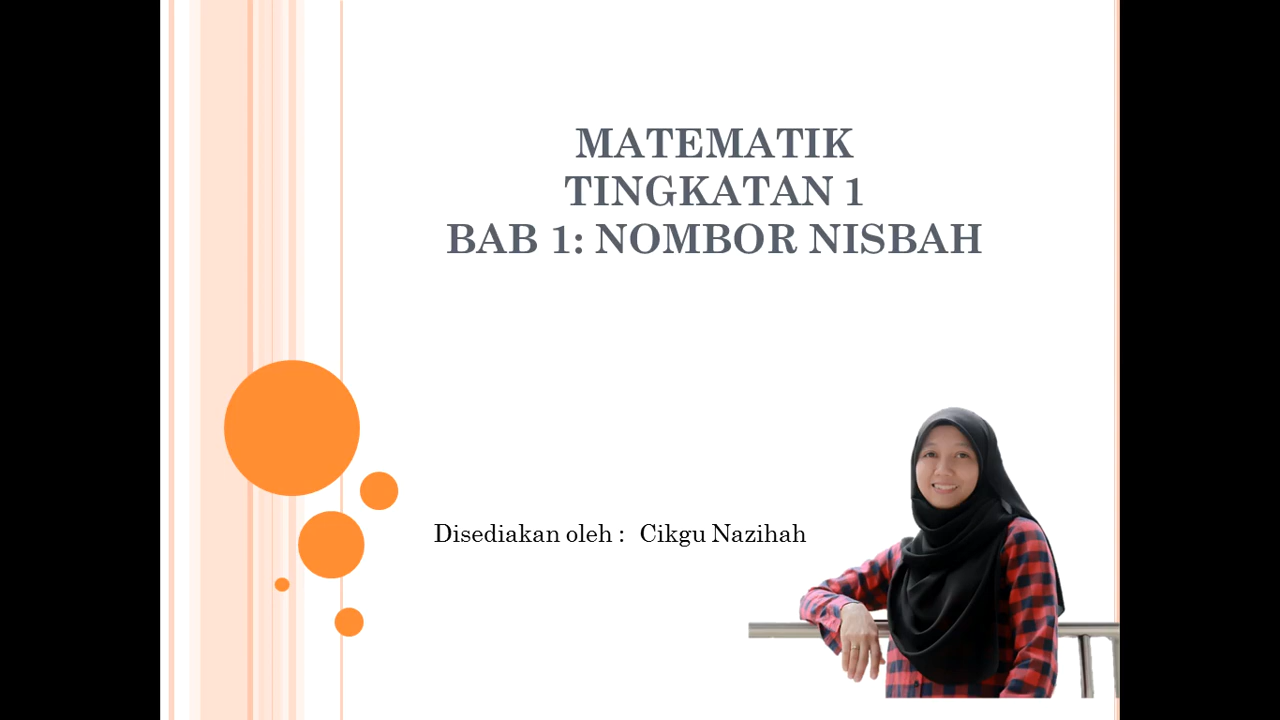 MATEMATIK
TINGKATAN 1
BAB 1: NOMBOR NISBAH
Disediakan oleh : Cikgu Nazihah